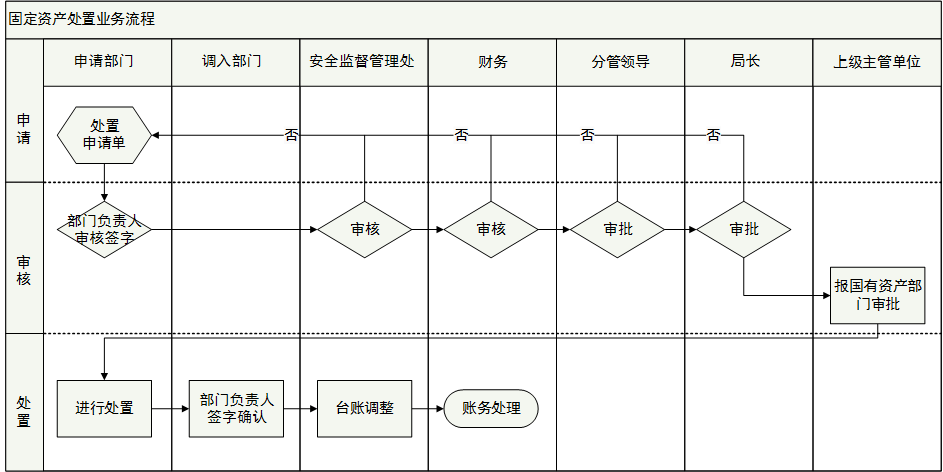 固定资产处置业务流程
申请部门
调入部门
安全监督管理处
财务
分管领导
局长
上级主管单位
申
请
处置
申请单
否
否
否
否
审
核
部门负责人
审核签字
审核
审核
审批
审批
报国有资产部
门审批
处
置
进行处置
部门负责人
签字确认
台账调整
账务处理